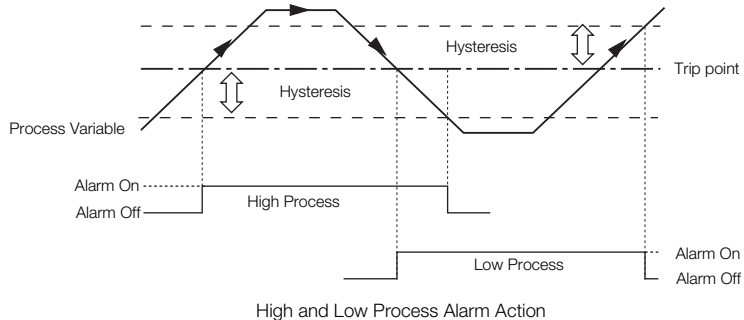 Hysteresis
Trip point
Hysteresis
Process Variable
Alarm On
High Process
Alarm Off
Alarm On
Low Process
Alarm Off
High and Low Process Alarm Action